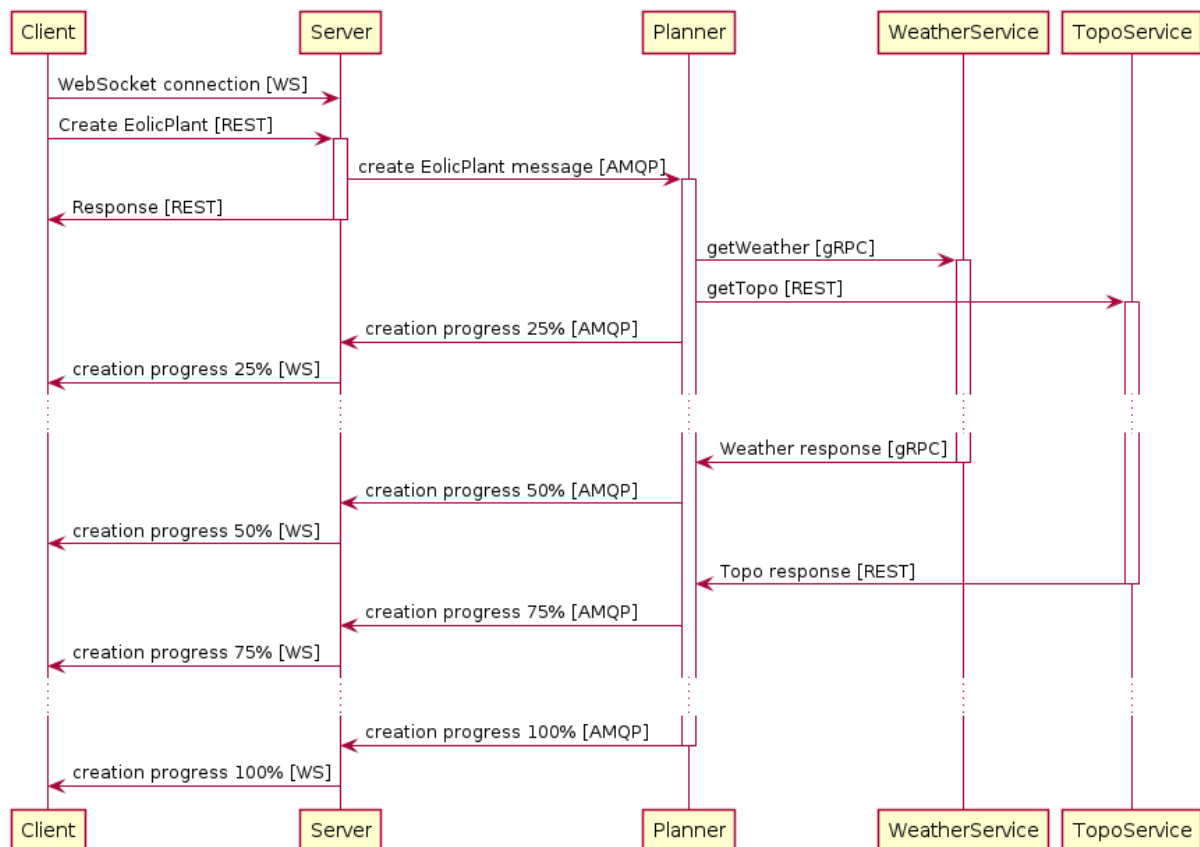 Client
Server
Planner
WeatherService
TopoService
WebSocket connection [WS]
Create EolicPlant [REST]
create EolicPlant message [AMQP]
Response [REST]
getWeather [gRPC]
getTopo [REST]
creation progress 25% [AMQP]
creation progress 25% [WS]
Weather response [gRPC]
creation progress 50% [AMQP]
creation progress 50% [WS]
Topo response [REST]
creation progress 75% [AMQP]
creation progress 75% [WS]
creation progress 100% [AMQP]
creation progress 100% [WS]
Client
Server
Planner
WeatherService
TopoService